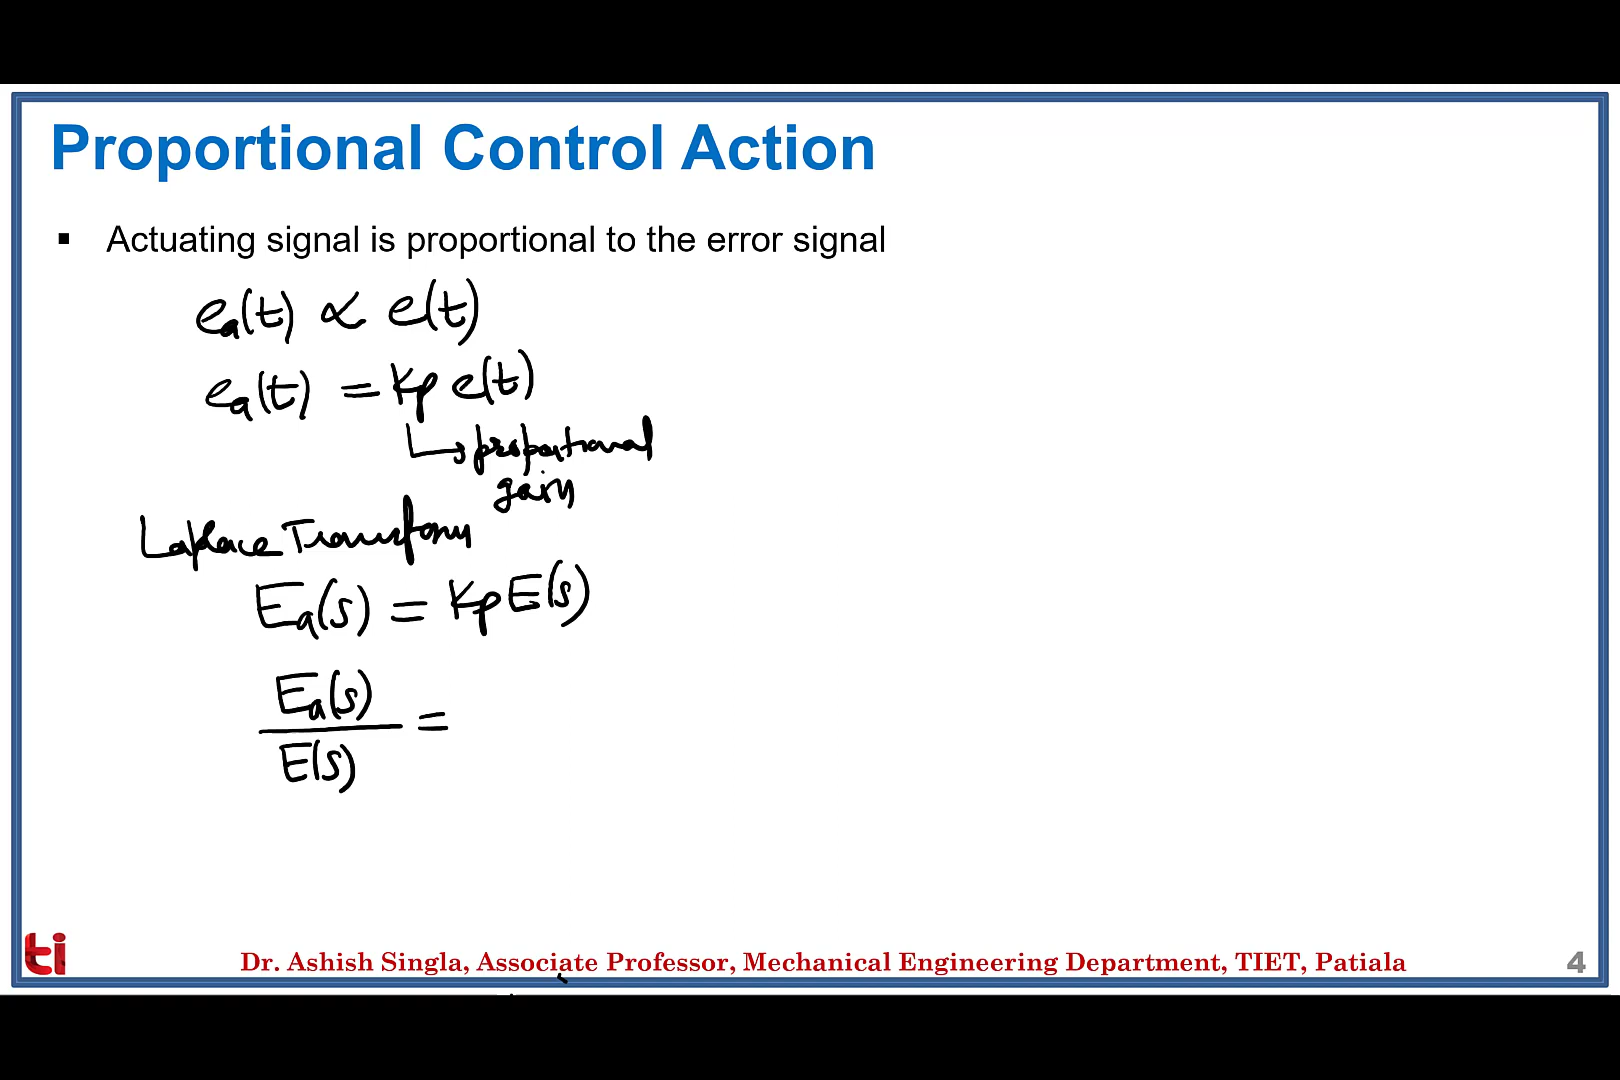 Proportional Control Action
▪ Actuating signal is proportional to the error signal
eₐ(t) ∝ e(t)
eₐ(t) = Kp e(t)
↳ proportional
gain
Laplace Transform
Eₐ(s) = Kp E(s)
Eₐ(s)
=
E(s)
ti
Dr. Ashish Singla, Associate Professor, Mechanical Engineering Department, TIET, Patiala
4